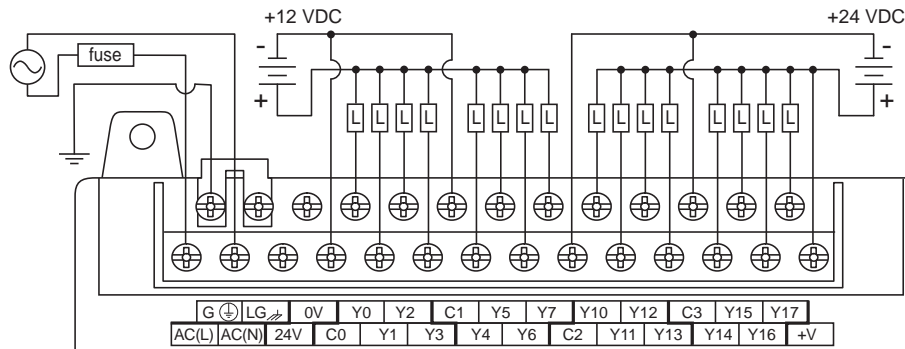 +12 VDC +24 VDC
- -
fuse
+ +
L L L L L L L L L L L L L L L L
G LG 0V Y0 Y2 C1 Y5 Y7 Y10 Y12 C3 Y15 Y17
AC(L) AC(N) 24V C0 Y1 Y3 Y4 Y6 C2 Y11 Y13 Y14 Y16 +V